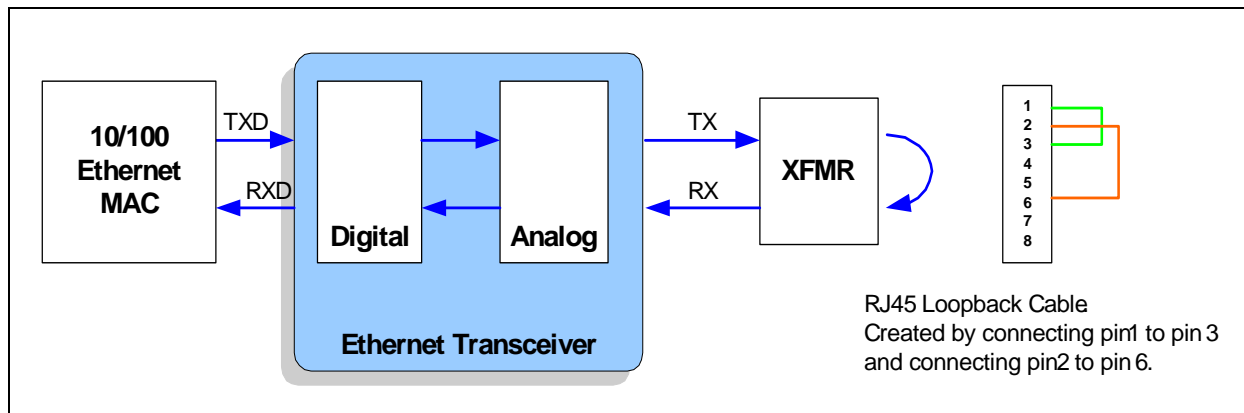 10/100
Ethernet
MAC
TXD
RXD
Digital
Analog
Ethernet Transceiver
TX
RX
XFMR
1
2
3
4
5
6
7
8
RJ45 Loopback Cable.
Created by connecting pin1 to pin 3
and connecting pin2 to pin 6.